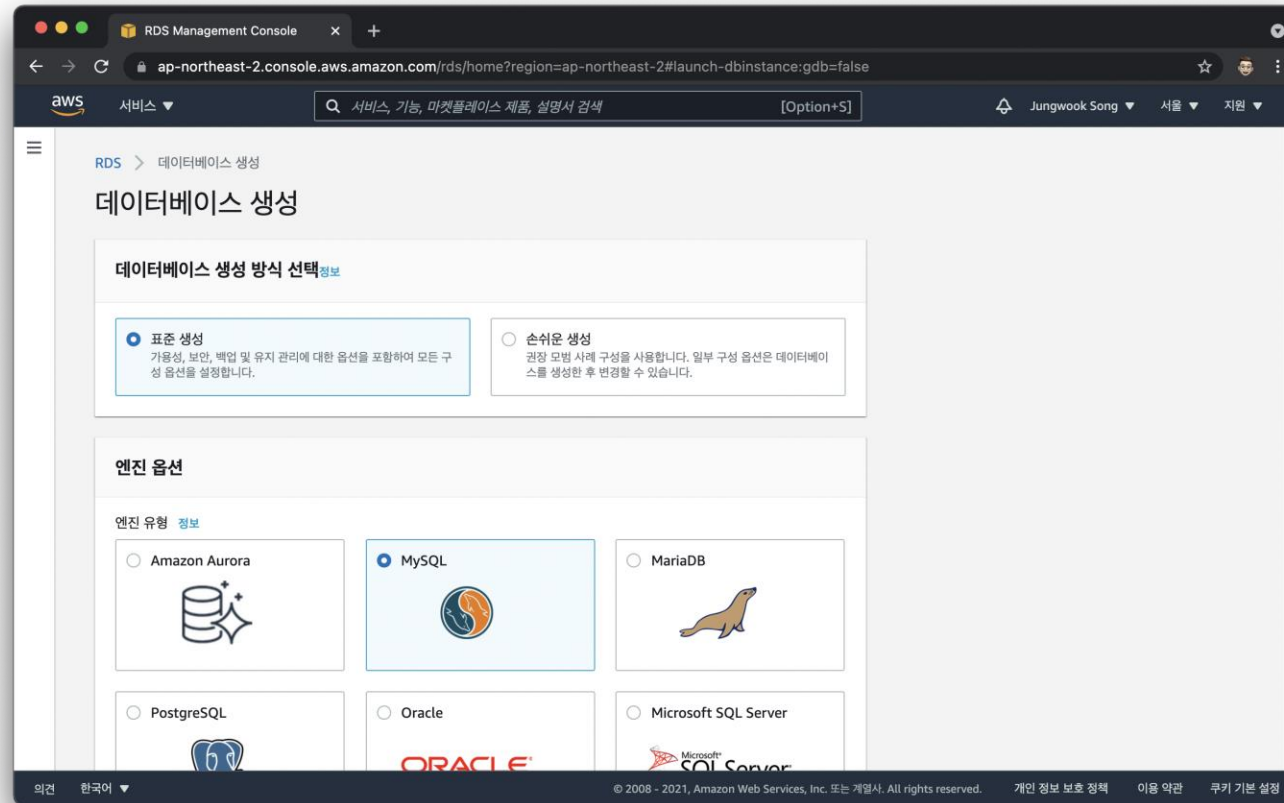 RDS Management Console
ap-northeast-2.console.aws.amazon.com/rds/home?region=ap-northeast-2#launch-dbinstance:gdb=false
aws 서비스 ▼ 서비스, 기능, 마켓플레이스 제품, 설명서 검색 [Option+S] Jungwook Song ▼ 서울 ▼ 지원 ▼
RDS > 데이터베이스 생성
데이터베이스 생성
데이터베이스 생성 방식 선택정보
표준 생성
가용성, 보안, 백업 및 유지 관리에 대한 옵션을 포함하여 모든 구
성 옵션을 설정합니다.
손쉬운 생성
권장 모범 사례 구성을 사용합니다. 일부 구성 옵션은 데이터베이
스를 생성한 후 변경할 수 있습니다.
엔진 옵션
엔진 유형 정보
Amazon Aurora
MySQL
MariaDB
PostgreSQL
Oracle
ORACLE
Microsoft SQL Server
Microsoft
SQL Server
의견 한국어 ▼ © 2008 - 2021, Amazon Web Services, Inc. 또는 계열사. All rights reserved. 개인 정보 보호 정책 이용 약관 쿠키 기본 설정